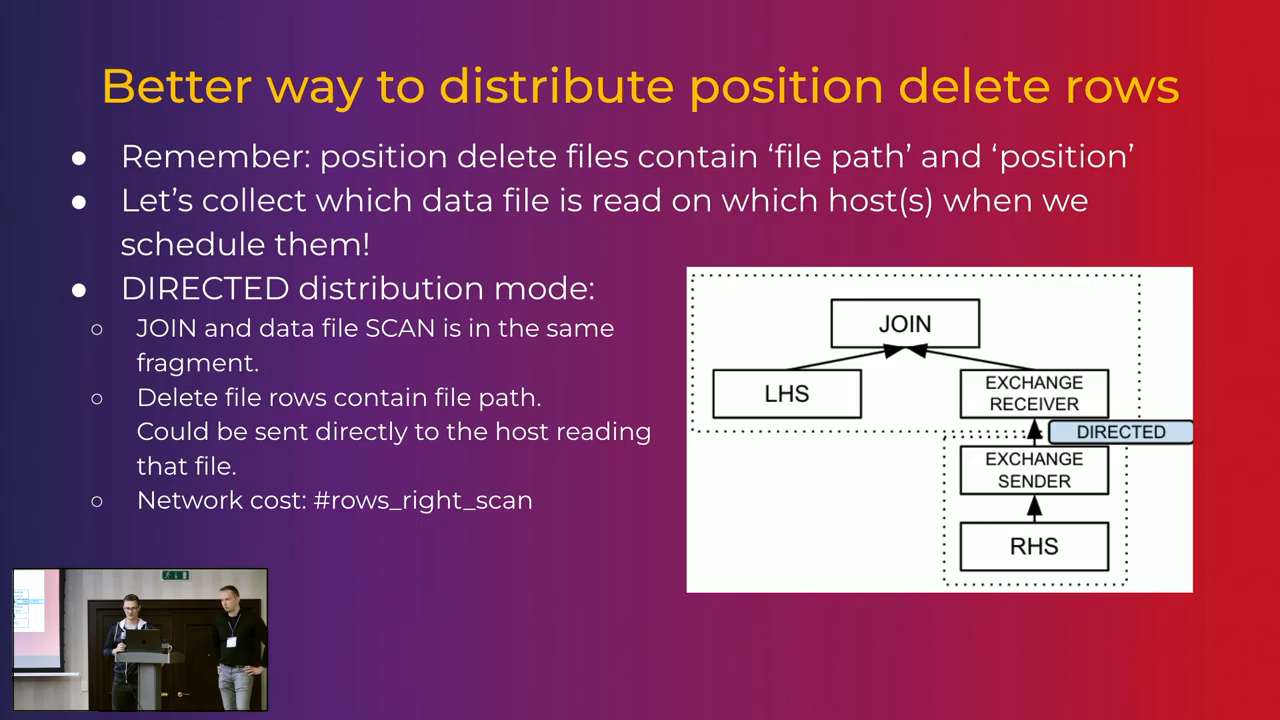 Better way to distribute position delete rows
● Remember: position delete files contain ‘file path’ and ‘position’
● Let’s collect which data file is read on which host(s) when we
schedule them!
● DIRECTED distribution mode:
○ JOIN and data file SCAN is in the same
fragment.
○ Delete file rows contain file path.
Could be sent directly to the host reading
that file.
○ Network cost: #rows_right_scan
JOIN
LHS
EXCHANGE
RECEIVER
DIRECTED
EXCHANGE
SENDER
RHS